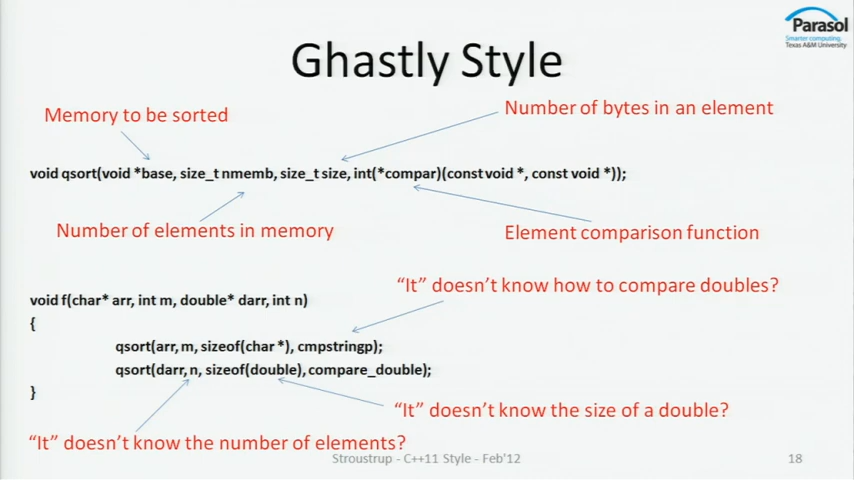 Parasol
Smarter computing.
Texas A&M University
Ghastly Style
Memory to be sorted
Number of bytes in an element
void qsort(void *base, size_t nmemb, size_t size, int(*compar)(const void *, const void *));
Number of elements in memory
Element comparison function
“It” doesn’t know how to compare doubles?
void f(char* arr, int m, double* darr, int n)
{
qsort(arr, m, sizeof(char *), cmpstringp);
qsort(darr, n, sizeof(double), compare_double);
}
“It” doesn’t know the size of a double?
“It” doesn’t know the number of elements?
Stroustrup - C++11 Style - Feb'12
18